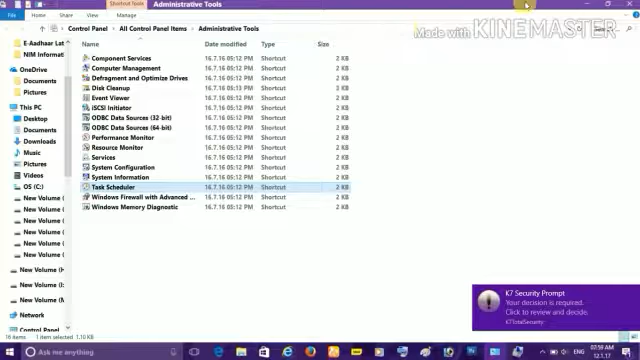 Shortcut Tools
Administrative Tools
File
Home
Share
View
Manage
Made with KINEMASTER
Control Panel
All Control Panel Items
Administrative Tools
Name
Date modified
Type
Size
E-Aadhaar Lat
NIM Informati
OneDrive
Documents
Pictures
This PC
Desktop
Documents
Downloads
Music
Pictures
Videos
OS (C:)
New Volume (
New Volume (
New Volume (
New Volume (
New Volume (
New Volume (H
New Volume (I
New Volume (
Network
Control Panel
Component Services 16.7.16 05:12 PM Shortcut 2 KB
Computer Management 16.7.16 05:12 PM Shortcut 2 KB
Defragment and Optimize Drives 16.7.16 05:12 PM Shortcut 2 KB
Disk Cleanup 16.7.16 05:12 PM Shortcut 2 KB
Event Viewer 16.7.16 05:12 PM Shortcut 2 KB
iSCSI Initiator 16.7.16 05:12 PM Shortcut 2 KB
ODBC Data Sources (32-bit) 16.7.16 05:12 PM Shortcut 2 KB
ODBC Data Sources (64-bit) 16.7.16 05:12 PM Shortcut 2 KB
Performance Monitor 16.7.16 05:12 PM Shortcut 2 KB
Resource Monitor 16.7.16 05:12 PM Shortcut 2 KB
Services 16.7.16 05:12 PM Shortcut 2 KB
System Configuration 16.7.16 05:12 PM Shortcut 2 KB
System Information 16.7.16 05:12 PM Shortcut 2 KB
Task Scheduler 16.7.16 05:12 PM Shortcut 2 KB
Windows Firewall with Advanced ... 16.7.16 05:12 PM Shortcut 2 KB
Windows Memory Diagnostic 16.7.16 05:12 PM Shortcut 2 KB
K7 Security Prompt
Your decision is required.
Click to review and decide.
K7TotalSecurity
16 items
1 item selected 1.10 KB
Ask me anything
ENG
07:59 AM
12.1.17